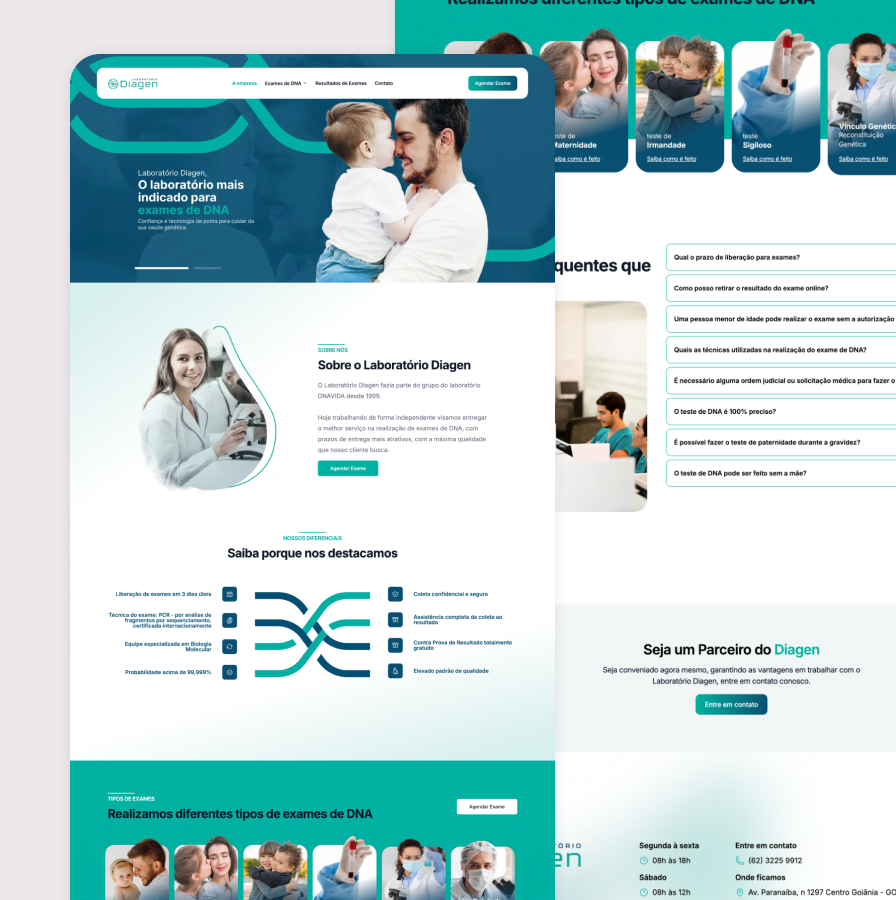 LABORATÓRIO
Diagen
A empresa
Exames de DNA
Resultados de Exames
Contato
Agendar Exame
Laboratório Diagen,
O laboratório mais
indicado para
exames de DNA
Confiança e tecnologia de ponta para cuidar da
sua saúde genética.
SOBRE NÓS
Sobre o Laboratório Diagen
O Laboratório Diagen fazia parte do grupo do laboratório
DNAVIDA desde 1999.
Hoje trabalhando de forma independente visamos entregar
o melhor serviço na realização de exames de DNA, com
prazos de entrega mais atrativos, com a máxima qualidade
que nosso cliente busca.
Agendar Exame
NOSSOS DIFERENCIAIS
Saiba porque nos destacamos
Liberação de exames em 3 dias úteis
Técnica do exame: PCR - por análise de
fragmentos por sequenciamento.
certificada internacionamente
Equipe especializada em Biologia
Molecular
Probabilidade acima de 99,999%
Coleta confidencial e segura
Assistência completa da coleta ao
resultado
Contra Prova de Resultado totalmente
gratuito
Elevado padrão de qualidade
TIPOS DE EXAMES
Realizamos diferentes tipos de exames de DNA
Agendar Exame
Realizamos diferentes tipos de exames de DNA
teste de
Maternidade
Saiba como é feito
teste de
Irmandade
Saiba como é feito
teste
Sigiloso
Saiba como é feito
Vínculo Genétic
Reconstituição
Genética
Saiba como é feito
quentes que
Qual o prazo de liberação para exames?
Como posso retirar o resultado do exame online?
Uma pessoa menor de idade pode realizar o exame sem a autorização
Quais as técnicas utilizadas na realização do exame de DNA?
É necessário alguma ordem judicial ou solicitação médica para fazer o
O teste de DNA é 100% preciso?
É possível fazer o teste de paternidade durante a gravidez?
O teste de DNA pode ser feito sem a mãe?
Seja um Parceiro do Diagen
Seja conveniado agora mesmo, garantindo as vantagens em trabalhar com o
Laboratório Diagen, entre em contato conosco.
Entre em contato
ÓRIO
en
Segunda à sexta
08h às 18h
Sábado
08h às 12h
Entre em contato
(62) 3225 9912
Onde ficamos
Av. Paranaíba, n 1297 Centro Goiânia - GO